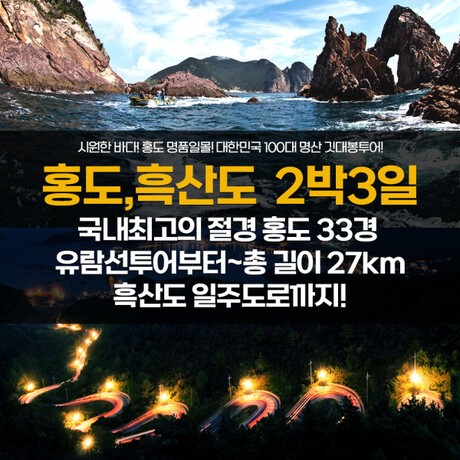 시원한 바다! 홍도 명품일몰! 대한민국 100대 명산 깃대봉투어!
홍도,흑산도 2박3일
국내최고의 절경 홍도 33경
유람선투어부터~총 길이 27km
흑산도 일주도로까지!